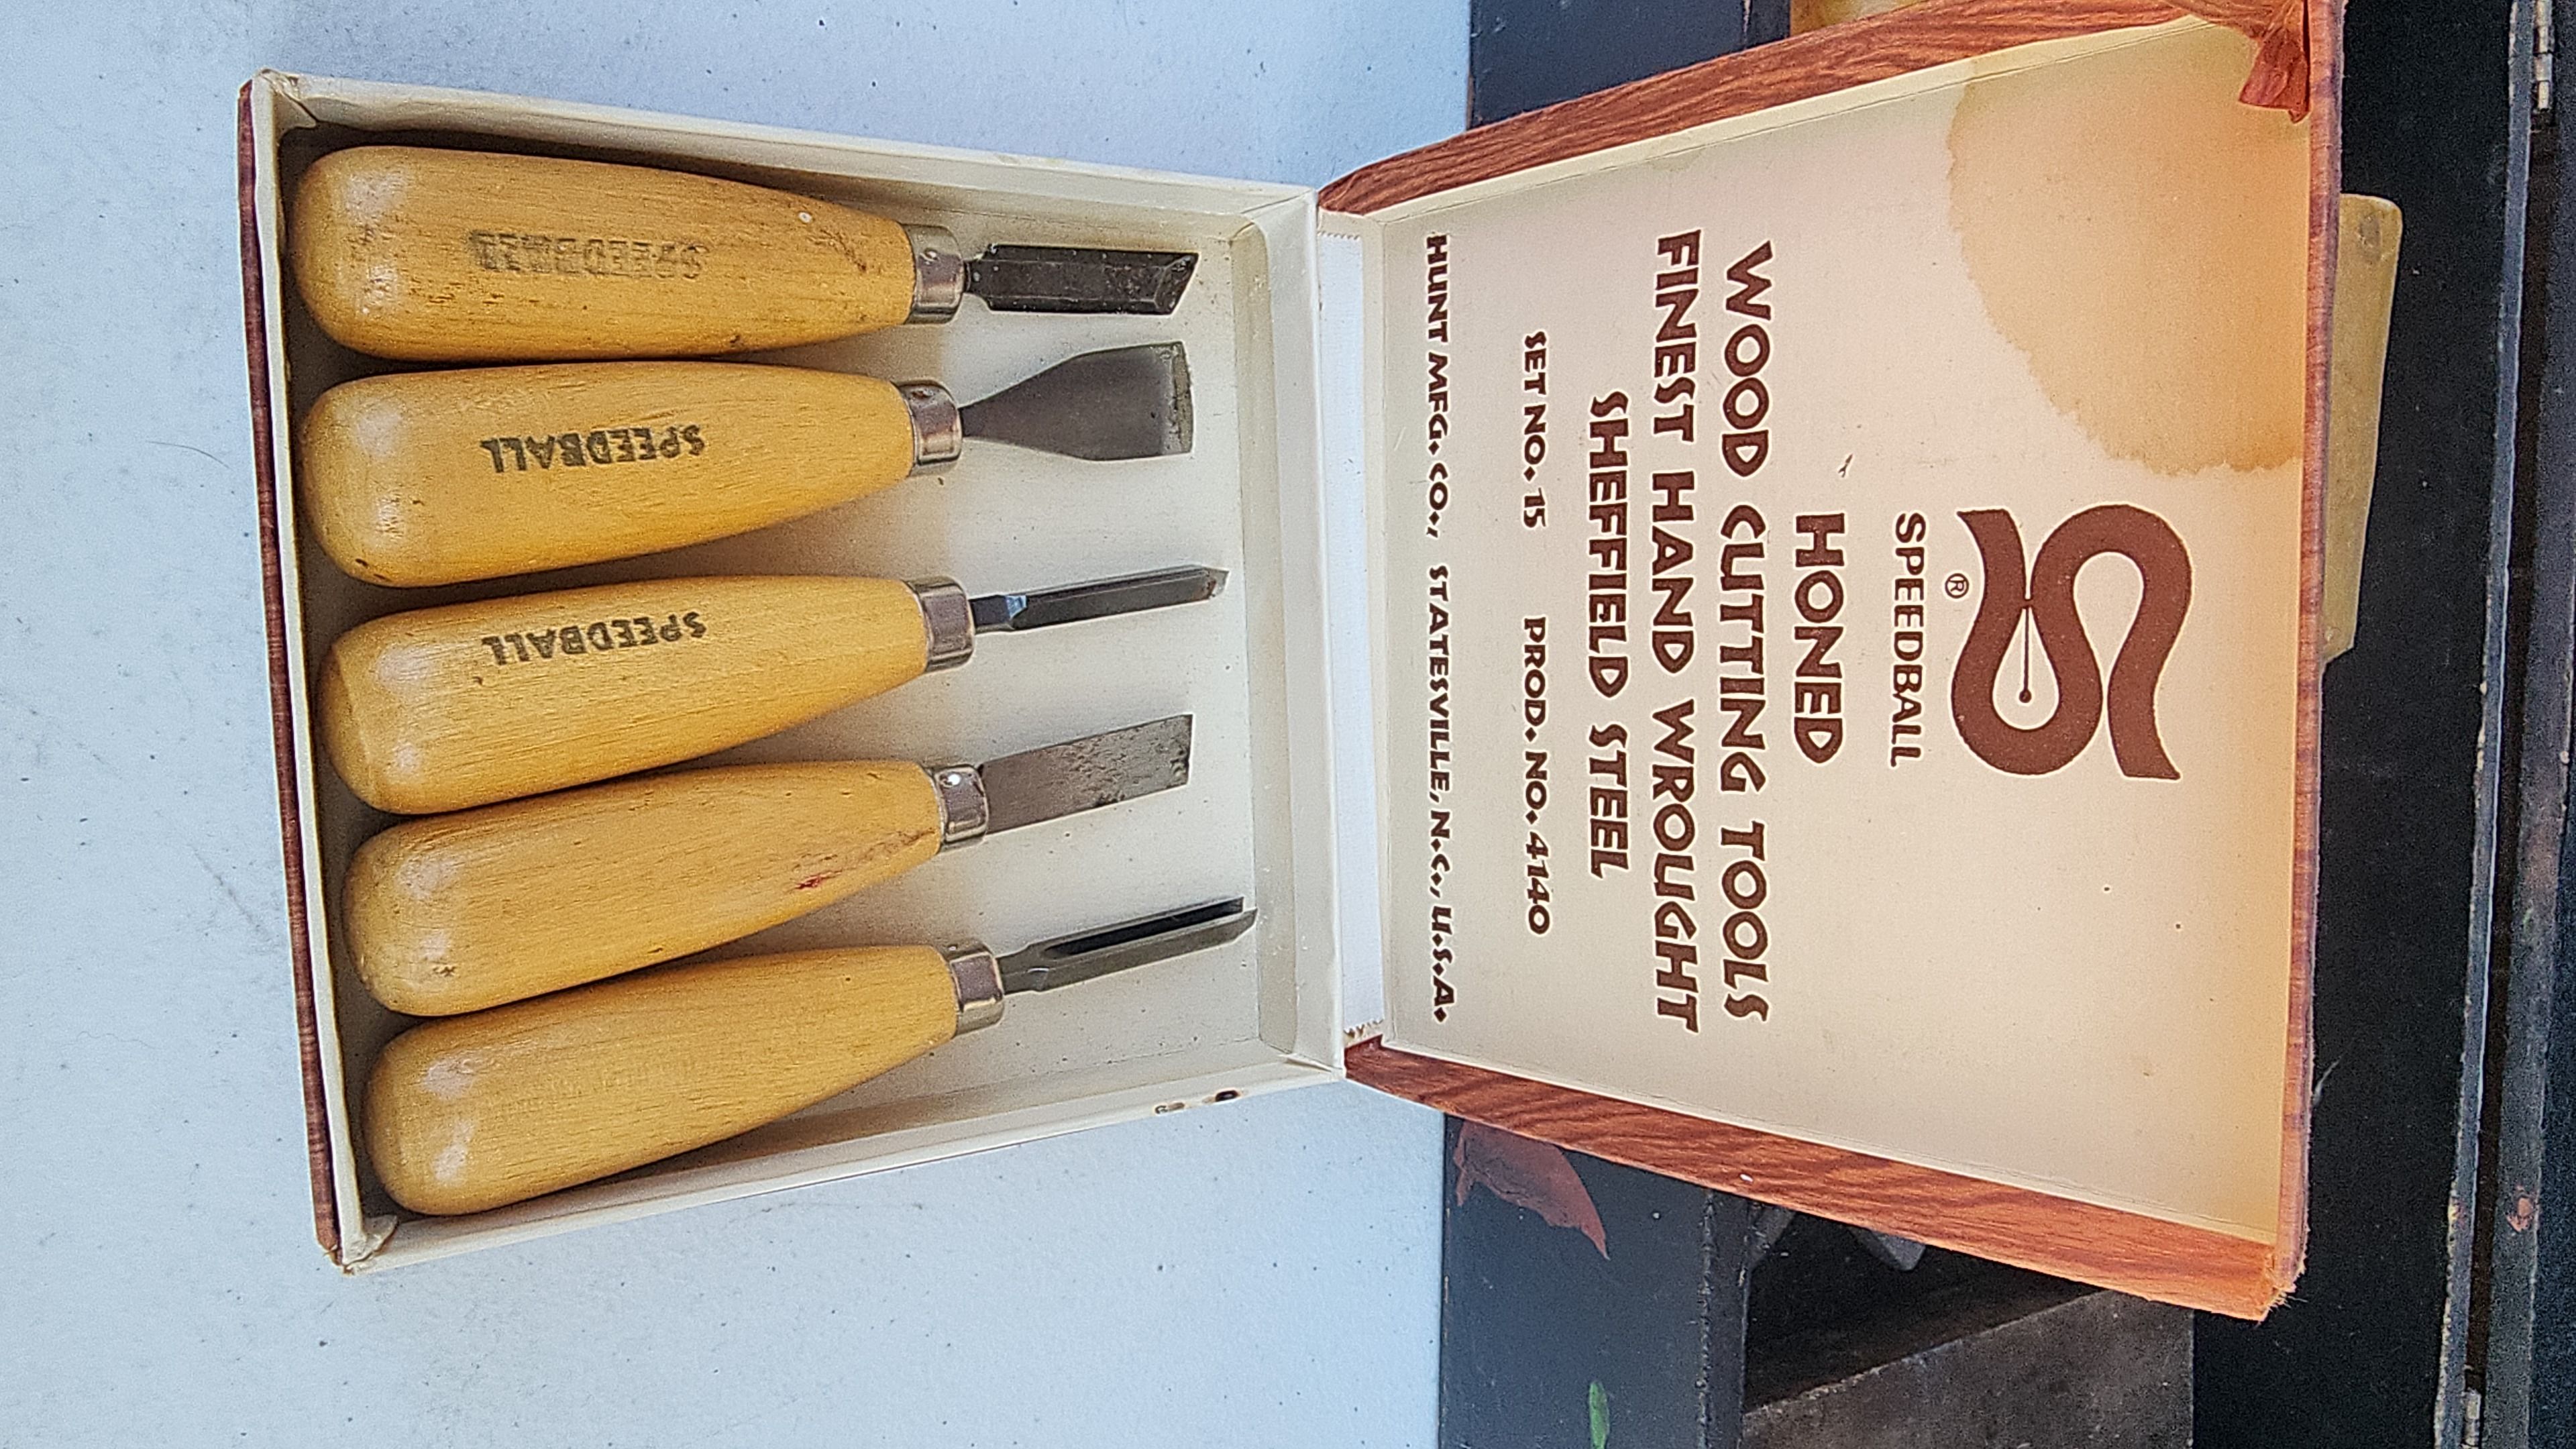 SPEEDBALL
®
HONED
WOOD CUTTING TOOLS
FINEST HAND WROUGHT
SHEFFIELD STEEL
SET NO. 15 PROD. NO. 4140
HUNT MFG. CO., STATESVILLE, N.C., U.S.A.
SPEEDBALL
SPEEDBALL
SPEEDBALL